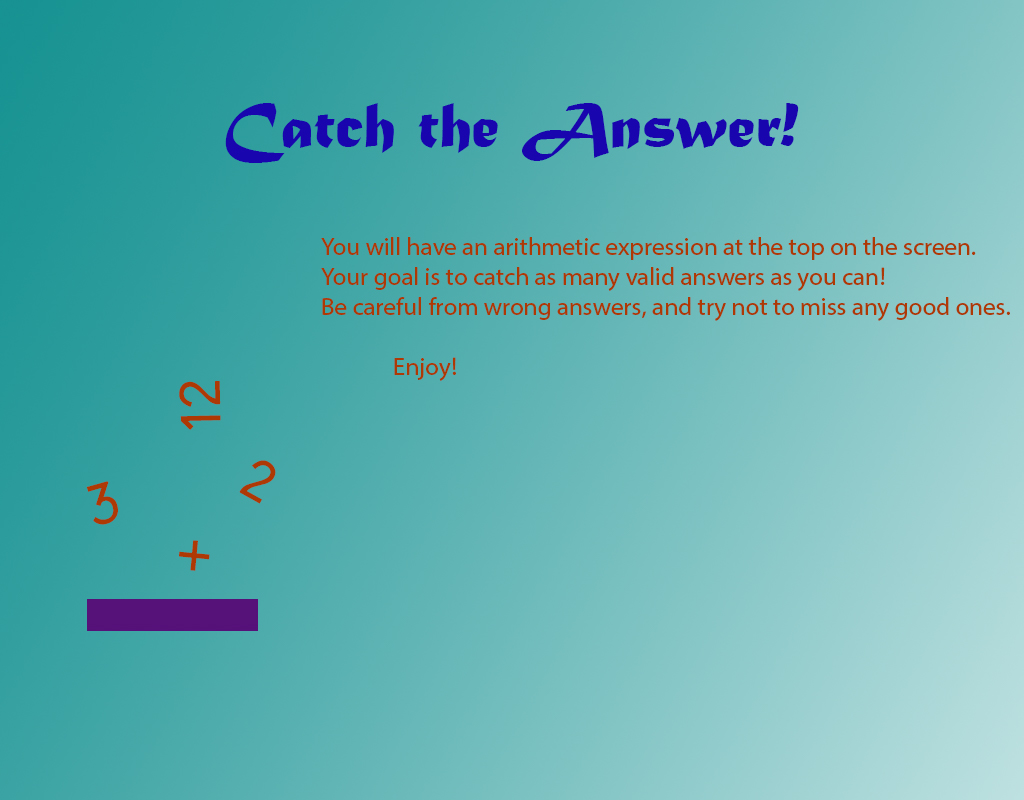 Catch the Answer!
You will have an arithmetic expression at the top on the screen.
Your goal is to catch as many valid answers as you can!
Be careful from wrong answers, and try not to miss any good ones.
Enjoy!
12
2
3
+